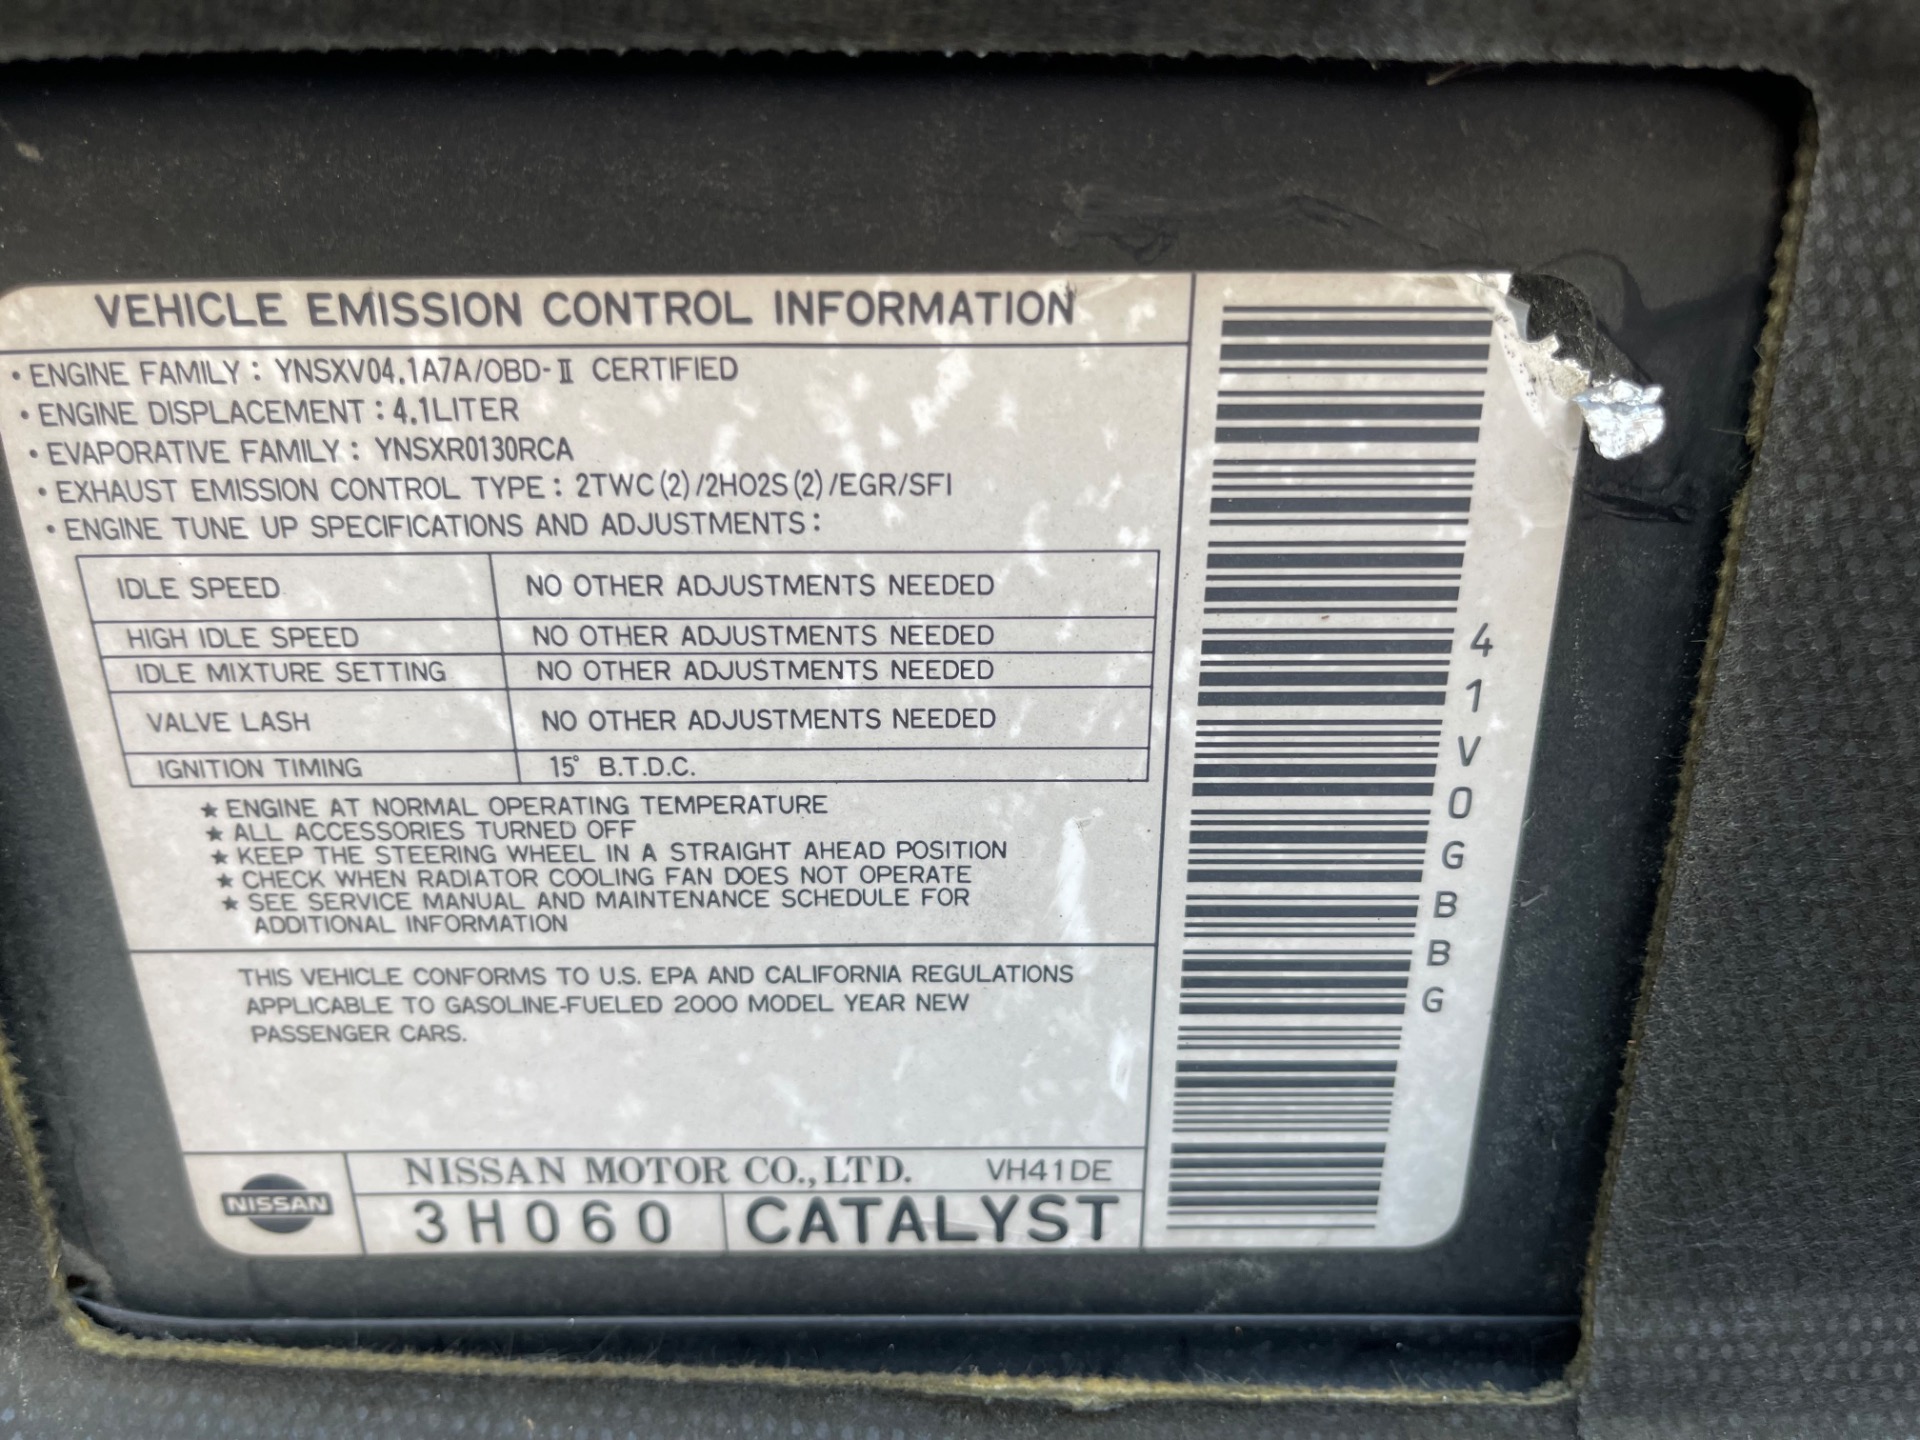 VEHICLE EMISSION CONTROL INFORMATION
• ENGINE FAMILY : YNSXV04.1A7A/OBD-II CERTIFIED
• ENGINE DISPLACEMENT : 4.1LITER
• EVAPORATIVE FAMILY : YNSXR0130RCA
• EXHAUST EMISSION CONTROL TYPE : 2TWC(2)/2HO2S(2)/EGR/SFI
• ENGINE TUNE UP SPECIFICATIONS AND ADJUSTMENTS :
IDLE SPEED NO OTHER ADJUSTMENTS NEEDED
HIGH IDLE SPEED NO OTHER ADJUSTMENTS NEEDED
IDLE MIXTURE SETTING NO OTHER ADJUSTMENTS NEEDED
VALVE LASH NO OTHER ADJUSTMENTS NEEDED
IGNITION TIMING 15° B.T.D.C.
★ ENGINE AT NORMAL OPERATING TEMPERATURE
★ ALL ACCESSORIES TURNED OFF
★ KEEP THE STEERING WHEEL IN A STRAIGHT AHEAD POSITION
★ CHECK WHEN RADIATOR COOLING FAN DOES NOT OPERATE
★ SEE SERVICE MANUAL AND MAINTENANCE SCHEDULE FOR
ADDITIONAL INFORMATION
THIS VEHICLE CONFORMS TO U.S. EPA AND CALIFORNIA REGULATIONS
APPLICABLE TO GASOLINE-FUELED 2000 MODEL YEAR NEW
PASSENGER CARS.
NISSAN
NISSAN MOTOR CO., LTD. VH41DE
3H060 CATALYST
41V0GBBG